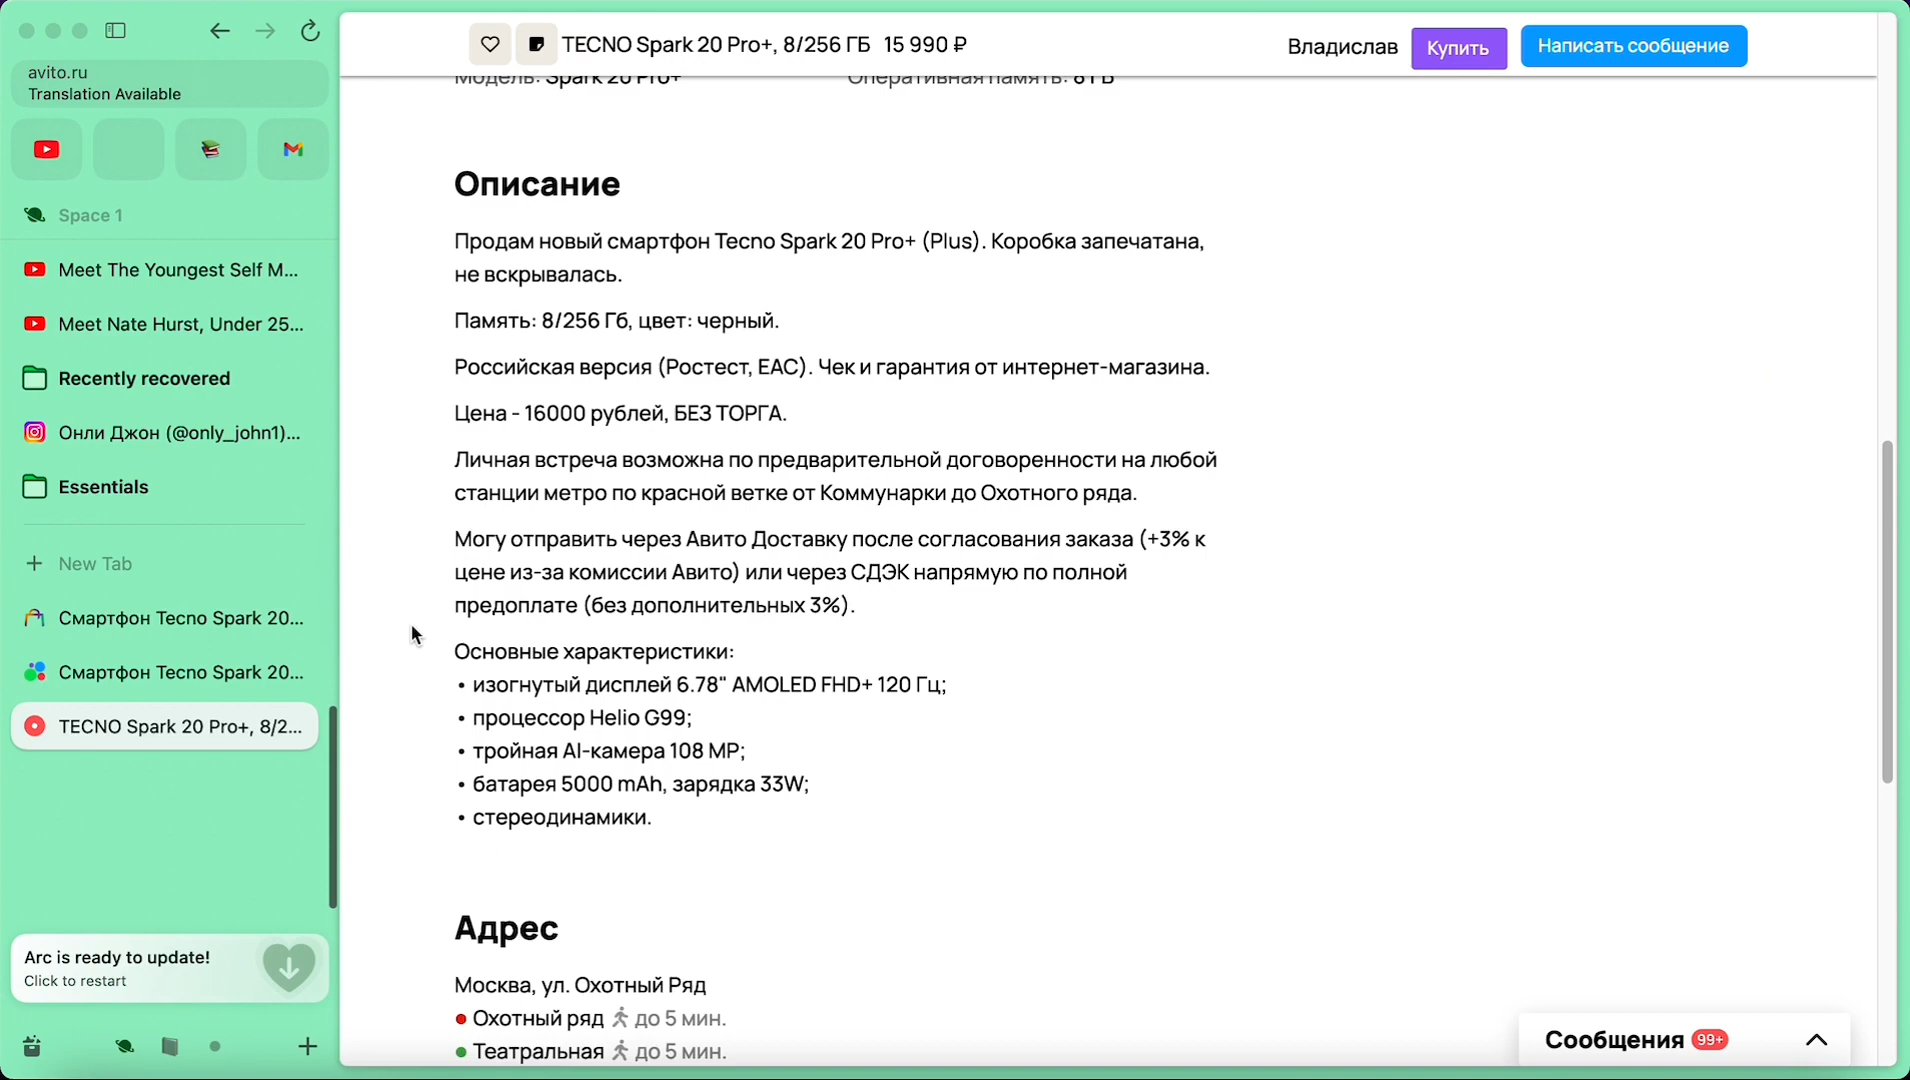 TECNO Spark 20 Pro+, 8/256 ГБ 15 990 ₽
Владислав
Купить
Написать сообщение
avito.ru
Translation Available
Space 1
Meet The Youngest Self M...
Meet Nate Hurst, Under 25...
Recently recovered
Онли Джон (@only_john1)...
Essentials
New Tab
Смартфон Tecno Spark 20...
Смартфон Tecno Spark 20...
TECNO Spark 20 Pro+, 8/2...
Arc is ready to update!
Click to restart
Модель: Spark 20 Pro+
Оперативная память: 8 ГБ
Описание
Продам новый смартфон Tecno Spark 20 Pro+ (Plus). Коробка запечатана,
не вскрывалась.
Память: 8/256 Гб, цвет: черный.
Российская версия (Ростест, EAC). Чек и гарантия от интернет-магазина.
Цена - 16000 рублей, БЕЗ ТОРГА.
Личная встреча возможна по предварительной договоренности на любой
станции метро по красной ветке от Коммунарки до Охотного ряда.
Могу отправить через Авито Доставку после согласования заказа (+3% к
цене из-за комиссии Авито) или через СДЭК напрямую по полной
предоплате (без дополнительных 3%).
Основные характеристики:
• изогнутый дисплей 6.78" AMOLED FHD+ 120 Гц;
• процессор Helio G99;
• тройная AI-камера 108 MP;
• батарея 5000 mAh, зарядка 33W;
• стереодинамики.
Адрес
Москва, ул. Охотный Ряд
Охотный ряд до 5 мин.
Театральная до 5 мин.
Сообщения 99+